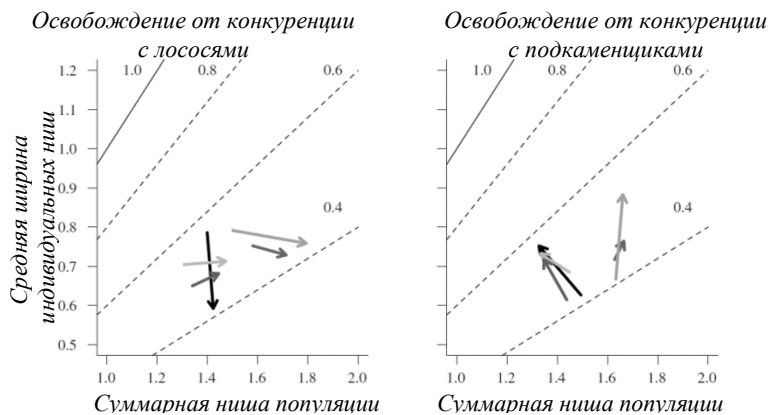 Освобождение от конкуренции
с лососями
Освобождение от конкуренции
с подкаменщиками
Средняя ширина
индивидуальных ниш
1.2
1.1
1.0
0.9
0.8
0.7
0.6
0.5
1.0
0.8
0.6
0.4
1.0
0.8
0.6
0.4
1.0 1.2 1.4 1.6 1.8 2.0
1.0 1.2 1.4 1.6 1.8 2.0
Суммарная ниша популяции
Суммарная ниша популяции